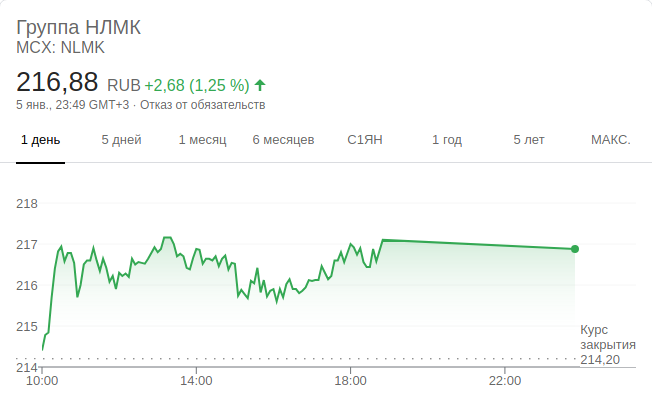 Группа НЛМК
MCX: NLMK
216,88 RUB +2,68 (1,25 %) ↑
5 янв., 23:49 GMT+3 · Отказ от обязательств
1 день 5 дней 1 месяц 6 месяцев С1ЯН 1 год 5 лет МАКС.
218
217
216
215
Курс
закрытия
214,20
214
10:00 14:00 18:00 22:00